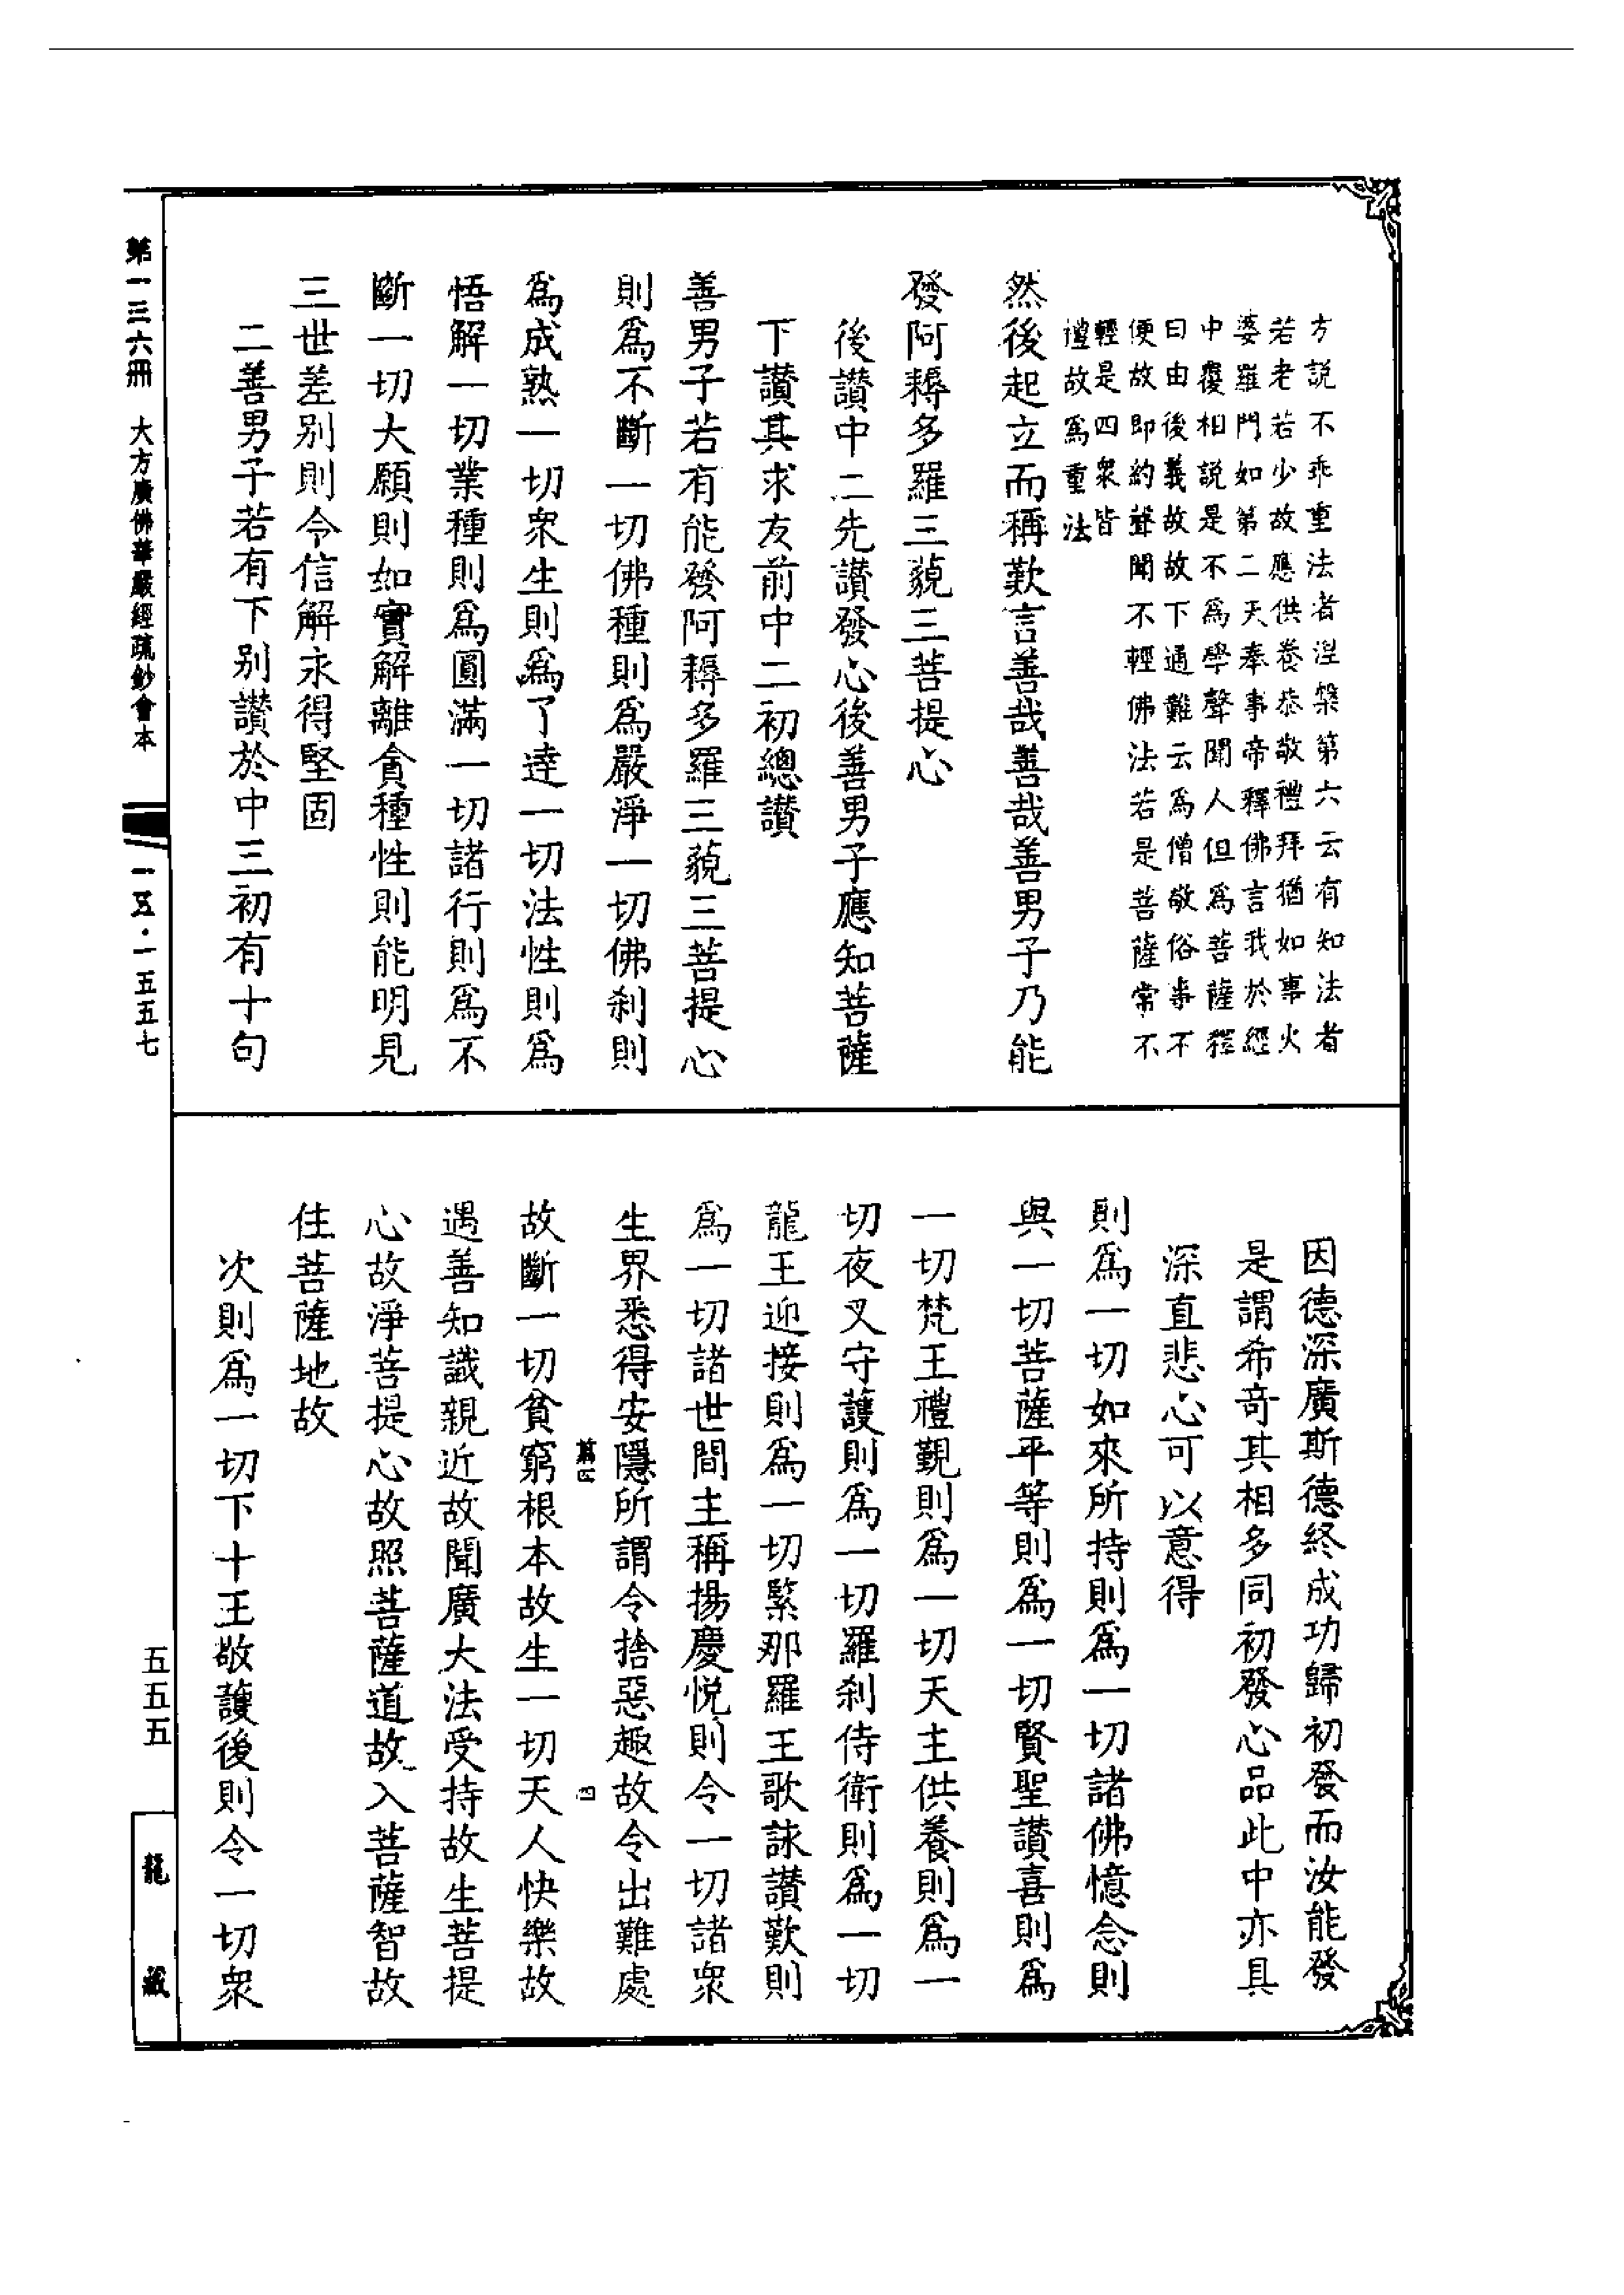 方說不乖重法者涅槃第六云有知法者
若老若少故應供養恭敬禮拜猶如事火
婆羅門如第二天奉事帝釋佛言我於經
中覆相說是不為學聲聞人但為菩薩釋
曰由後義故故下通難云為僧敬俗事不
便故即約聲聞不輕佛法若是菩薩常不
輕是四衆皆
禮故為重法
然後起立而稱歎言善哉善哉善男子乃能
發阿耨多羅三藐三菩提心
後讚中二先讚發心後善男子應知菩薩
下讚其求友前中二初總讚
善男子若有能發阿耨多羅三藐三菩提心
則爲不斷一切佛種則爲嚴淨一切佛刹則
爲成熟一切衆生則爲了達一切法性則爲
悟解一切業種則爲圓滿一切諸行則爲不
斷一切大願則如實解離貪種性則能明見
三世差别則令信解永得堅固
二善男子若有下别讚於中三初有十句
因德深廣斯德終成功歸初發而汝能發
是謂希奇其相多同初發心品此中亦具
深直悲心可以意得
則爲一切如來所持則爲一切諸佛憶念則
與一切菩薩平等則爲一切賢聖讚喜則爲
一切梵王禮覲則爲一切天主供養則爲一
切夜叉守護則爲一切羅刹侍衛則爲一切
龍王迎接則爲一切緊那羅王歌詠讚歎則
爲一切諸世間主稱揚慶悅則令一切諸衆
生界悉得安隱所謂令捨惡趣故令出難處
四
故斷一切貧窮根本故生一切天人快樂故
遇善知識親近故聞廣大法受持故生菩提
心故淨菩提心故照菩薩道故入菩薩智故
住菩薩地故
次則爲一切下十王敬護後則令一切衆
第一三六冊 大方廣佛華嚴經疏鈔會本 一三·一五五七
五五五
龍藏